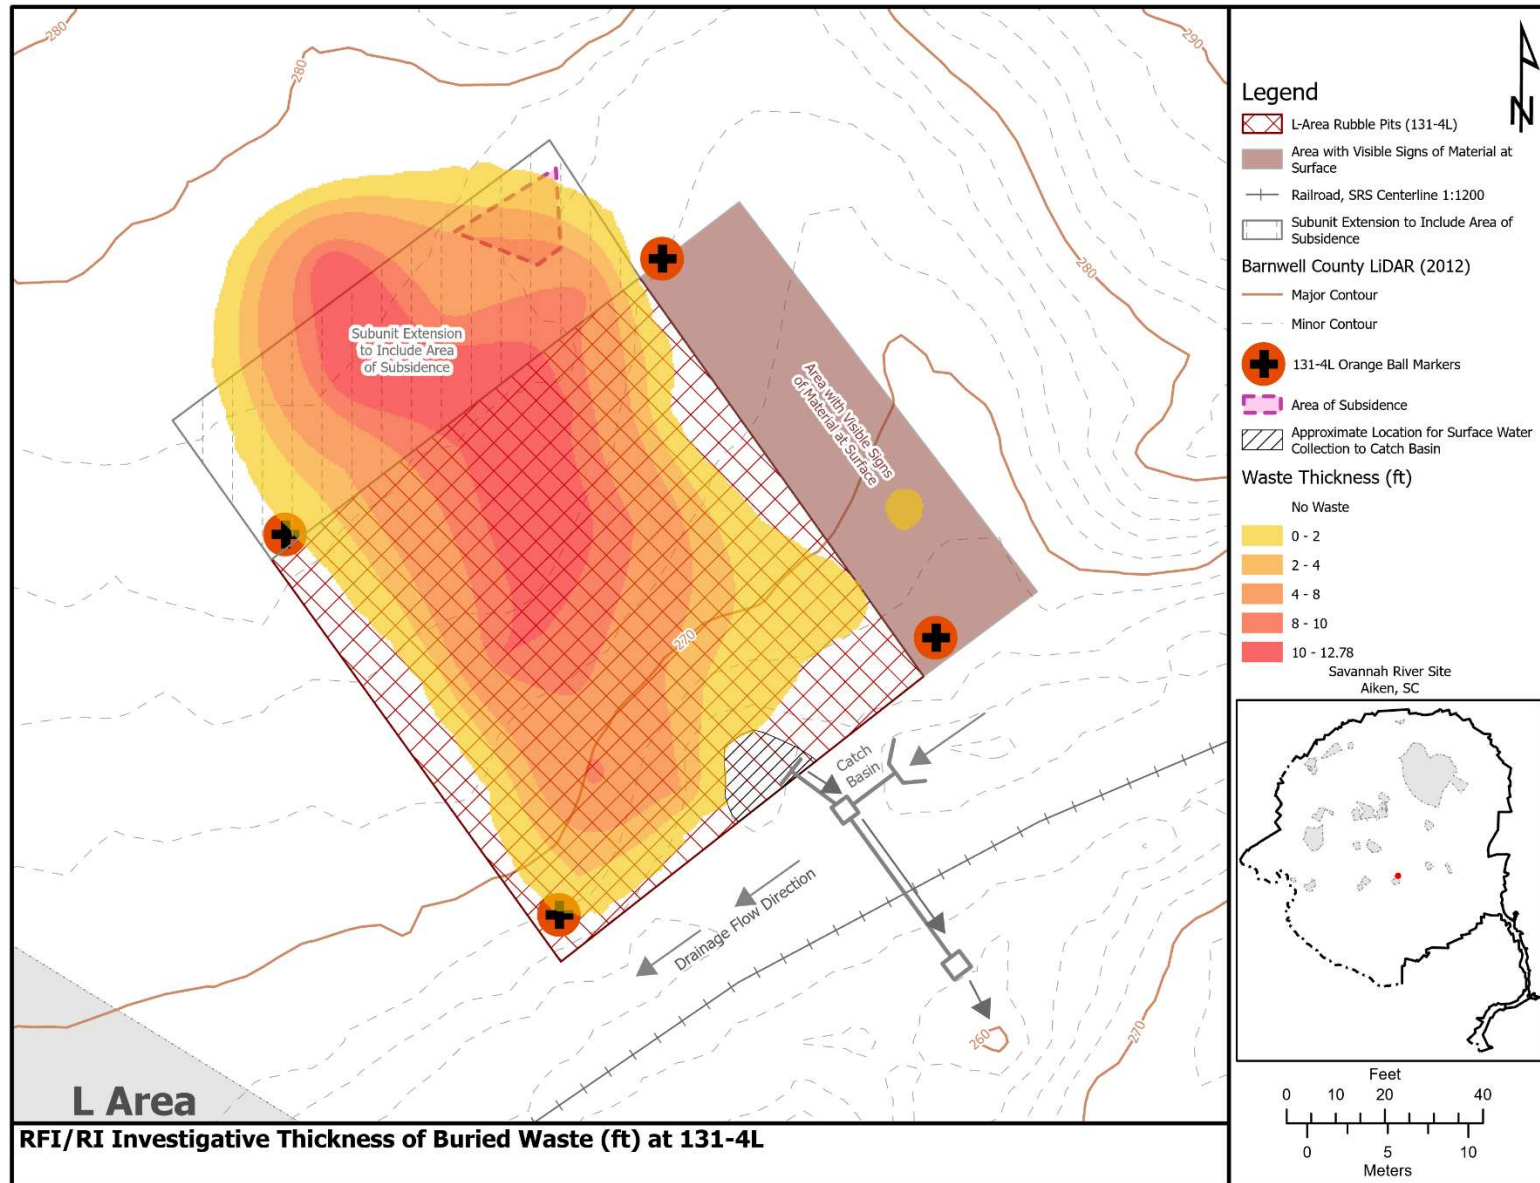 280
280
290
280
Subunit Extension
to Include Area
of Subsidence
Area with Visible Signs
of Material at Surface
270
Catch
Basin
Drainage Flow Direction
260
270
L Area
RFI/RI Investigative Thickness of Buried Waste (ft) at 131-4L
N
Legend
L-Area Rubble Pits (131-4L)
Area with Visible Signs of Material at
Surface
Railroad, SRS Centerline 1:1200
Subunit Extension to Include Area of
Subsidence
Barnwell County LiDAR (2012)
Major Contour
Minor Contour
131-4L Orange Ball Markers
Area of Subsidence
Approximate Location for Surface Water
Collection to Catch Basin
Waste Thickness (ft)
No Waste
0 - 2
2 - 4
4 - 8
8 - 10
10 - 12.78
Savannah River Site
Aiken, SC
Feet
0 10 20 40
0 5 10
Meters